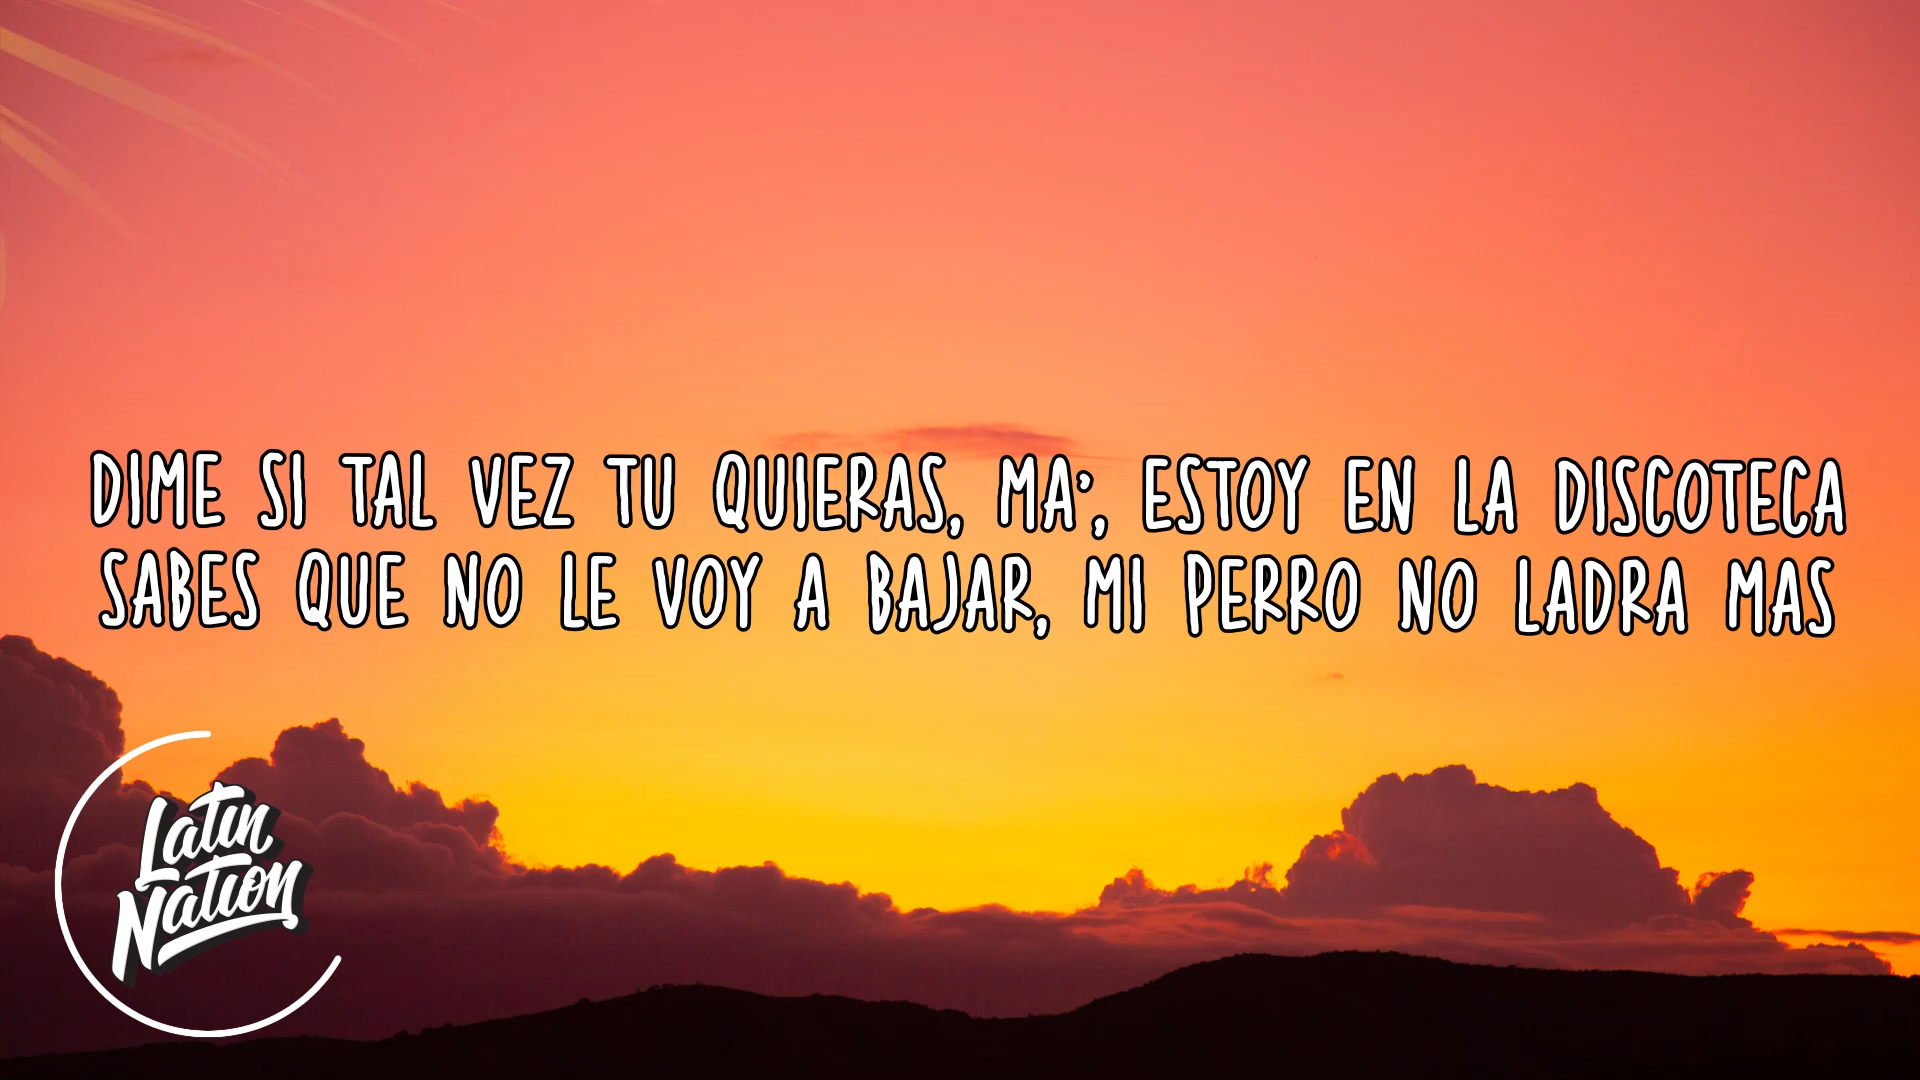 DIME SI TAL VEZ TU QUIERAS, MA', ESTOY EN LA DISCOTECA
SABES QUE NO LE VOY A BAJAR, MI PERRO NO LADRA MAS
Latin
Nation